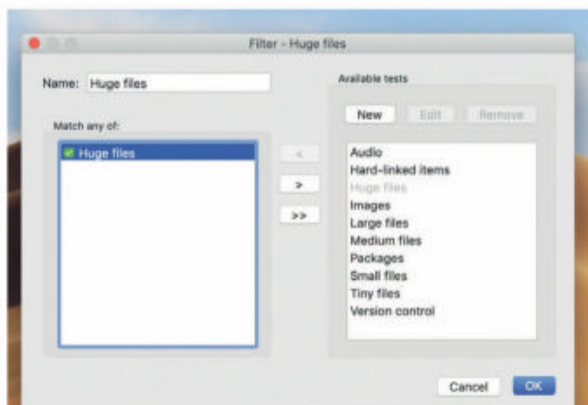 Filter - Huge files
Name: Huge files
Available tests
New Edit Remove
Match any of:
Huge files
<
>
>>
Audio
Hard-linked items
Huge files
Images
Large files
Medium files
Packages
Small files
Tiny files
Version control
Cancel OK